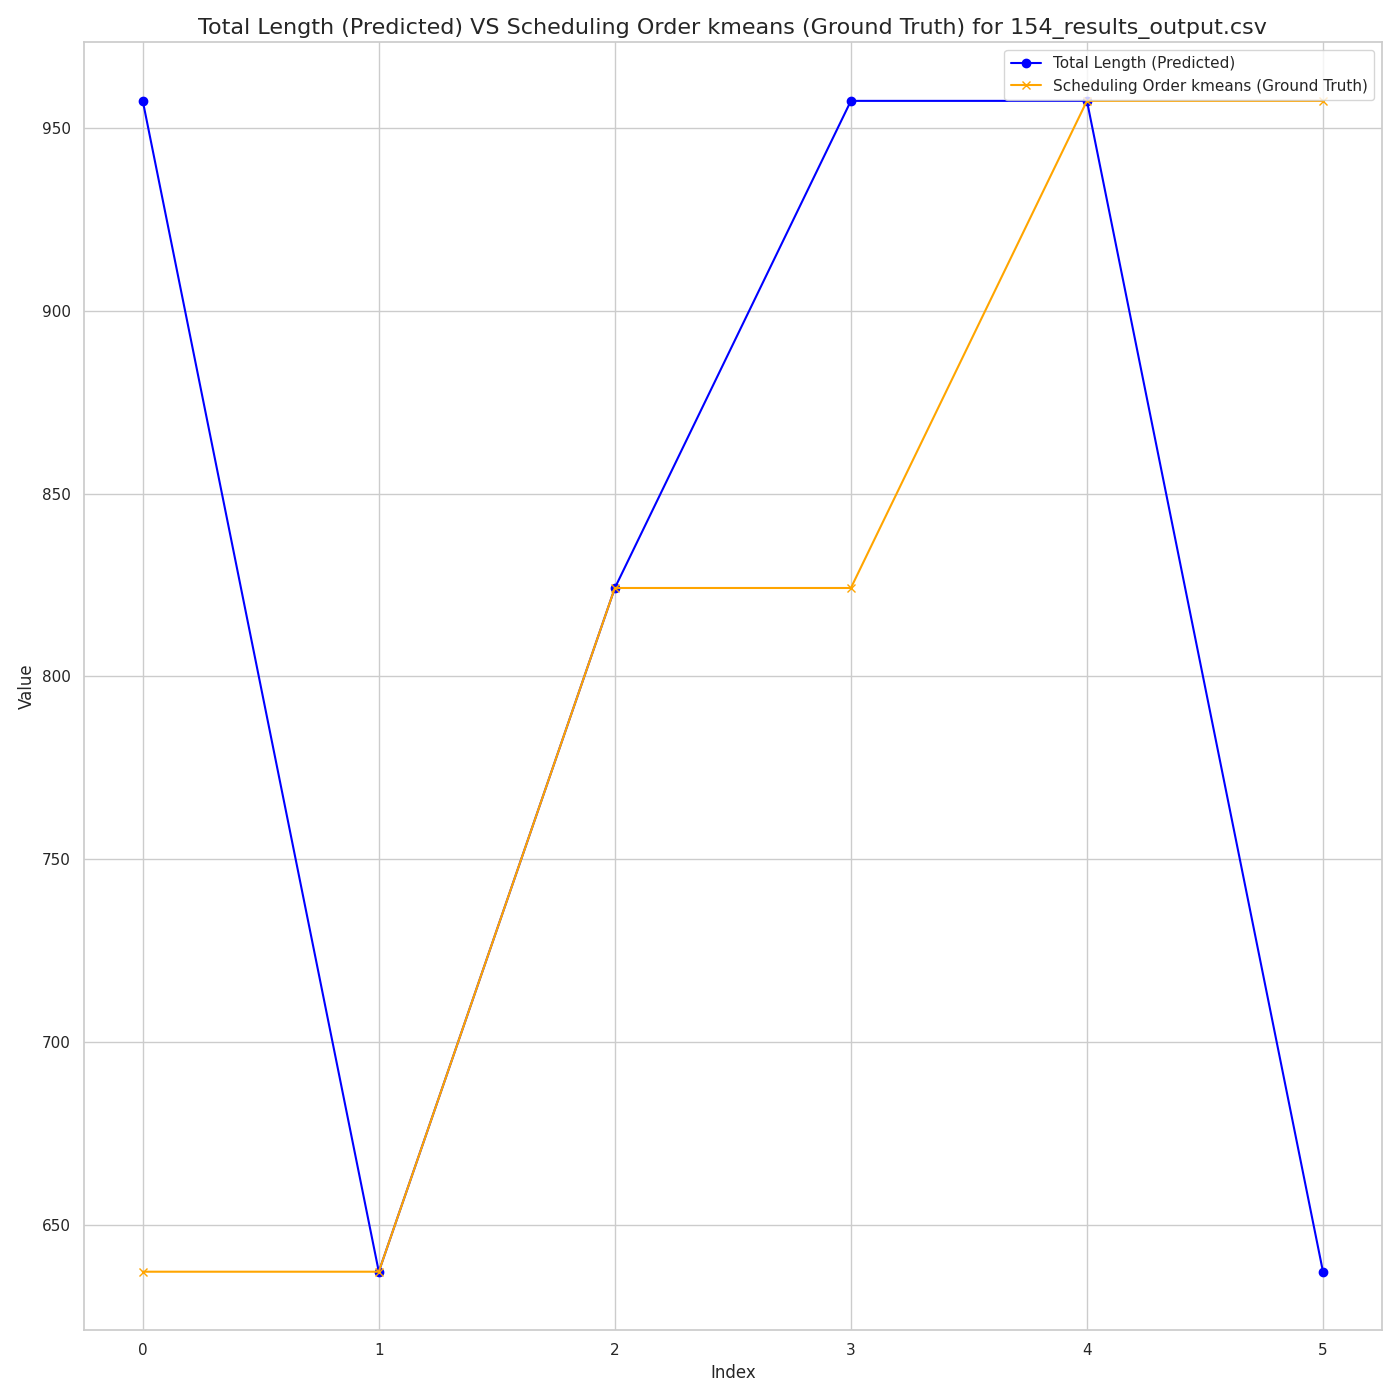 Total Length (Predicted) VS Scheduling Order kmeans (Ground Truth) for 154_results_output.csv
Total Length (Predicted)
Scheduling Order kmeans (Ground Truth)
950
900
850
800
750
700
650
Value
0 1 2 3 4 5
Index